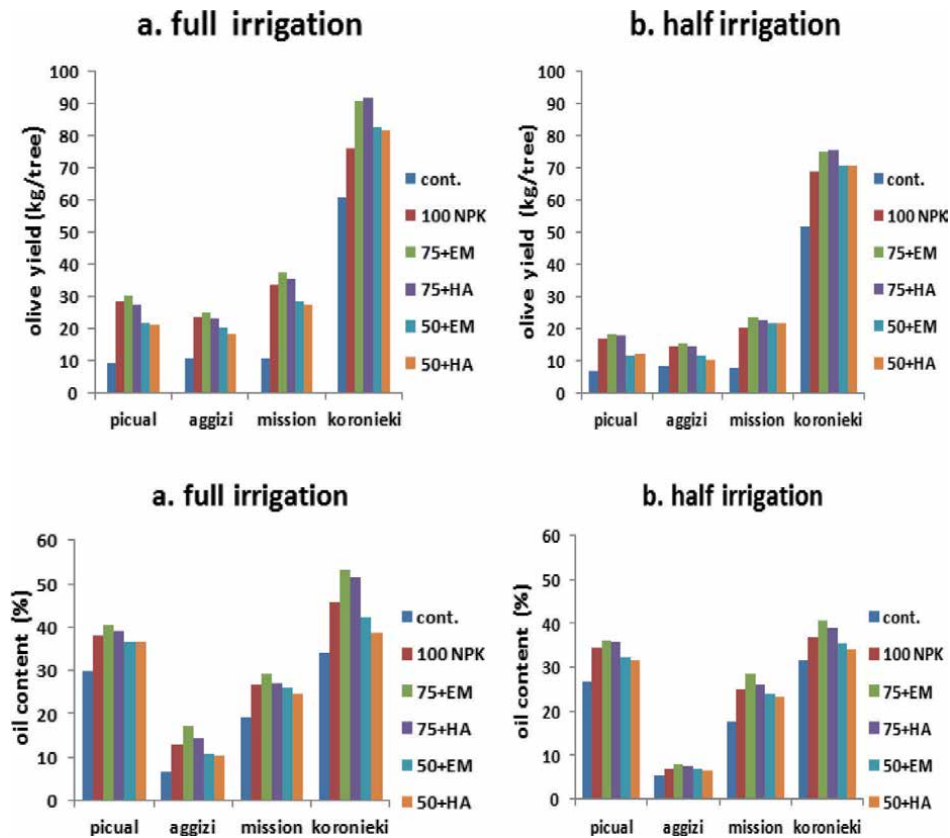 a. full irrigation
olive yield (kg/tree)
100
90
80
70
60
50
40
30
20
10
0
picual aggizi mission koronieki
cont.
100 NPK
75+EM
75+HA
50+EM
50+HA
b. half irrigation
olive yield (kg/tree)
100
90
80
70
60
50
40
30
20
10
0
picual aggizi mission koronieki
cont.
100 NPK
75+EM
75+HA
50+EM
50+HA
a. full irrigation
oil content (%)
60
50
40
30
20
10
0
picual aggizi mission koronieki
cont.
100 NPK
75+EM
75+HA
50+EM
50+HA
b. half irrigation
oil content (%)
60
50
40
30
20
10
0
picual aggizi mission koronieki
cont.
100 NPK
75+EM
75+HA
50+EM
50+HA